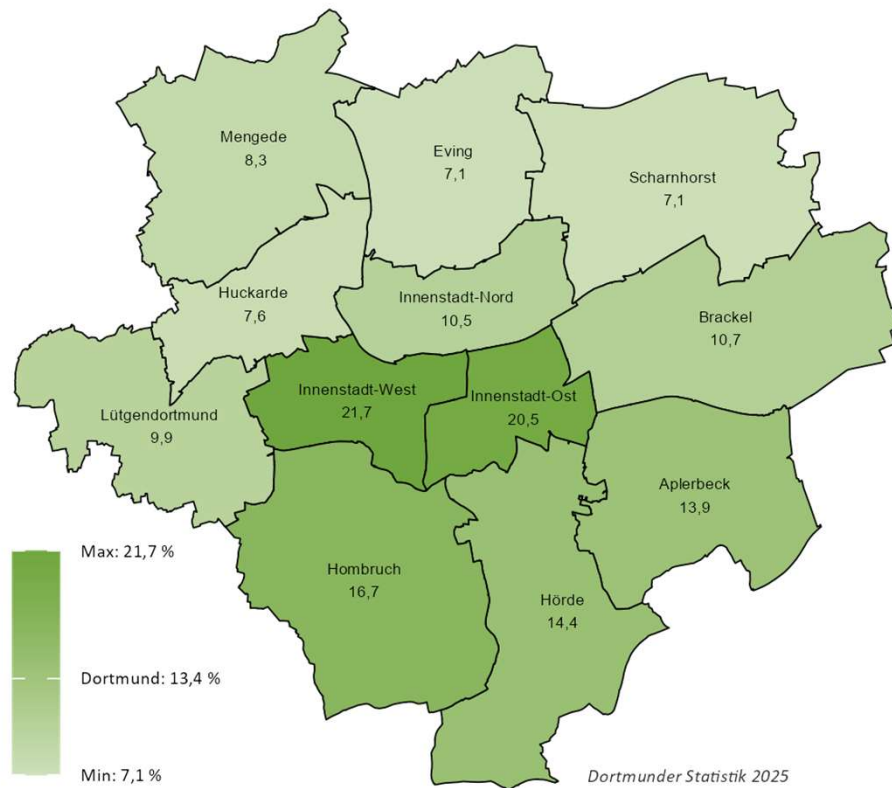 Mengede
8,3
Eving
7,1
Scharnhorst
7,1
Huckarde
7,6
Innenstadt-Nord
10,5
Brackel
10,7
Lütgendortmund
9,9
Innenstadt-West
21,7
Innenstadt-Ost
20,5
Aplerbeck
13,9
Hombruch
16,7
Hörde
14,4
Max: 21,7 %
Dortmund: 13,4 %
Min: 7,1 %
Dortmunder Statistik 2025